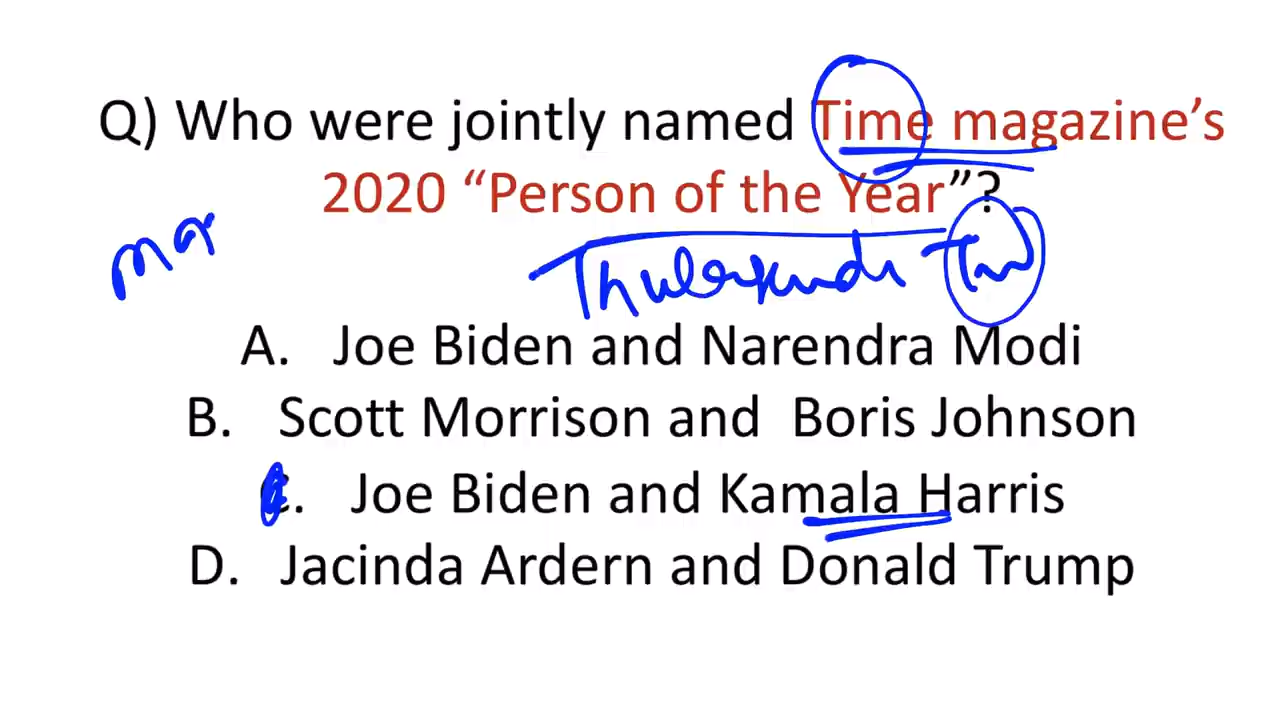 Q) Who were jointly named Time magazine’s
2020 “Person of the Year”?
A. Joe Biden and Narendra Modi
B. Scott Morrison and Boris Johnson
C. Joe Biden and Kamala Harris
D. Jacinda Ardern and Donald Trump